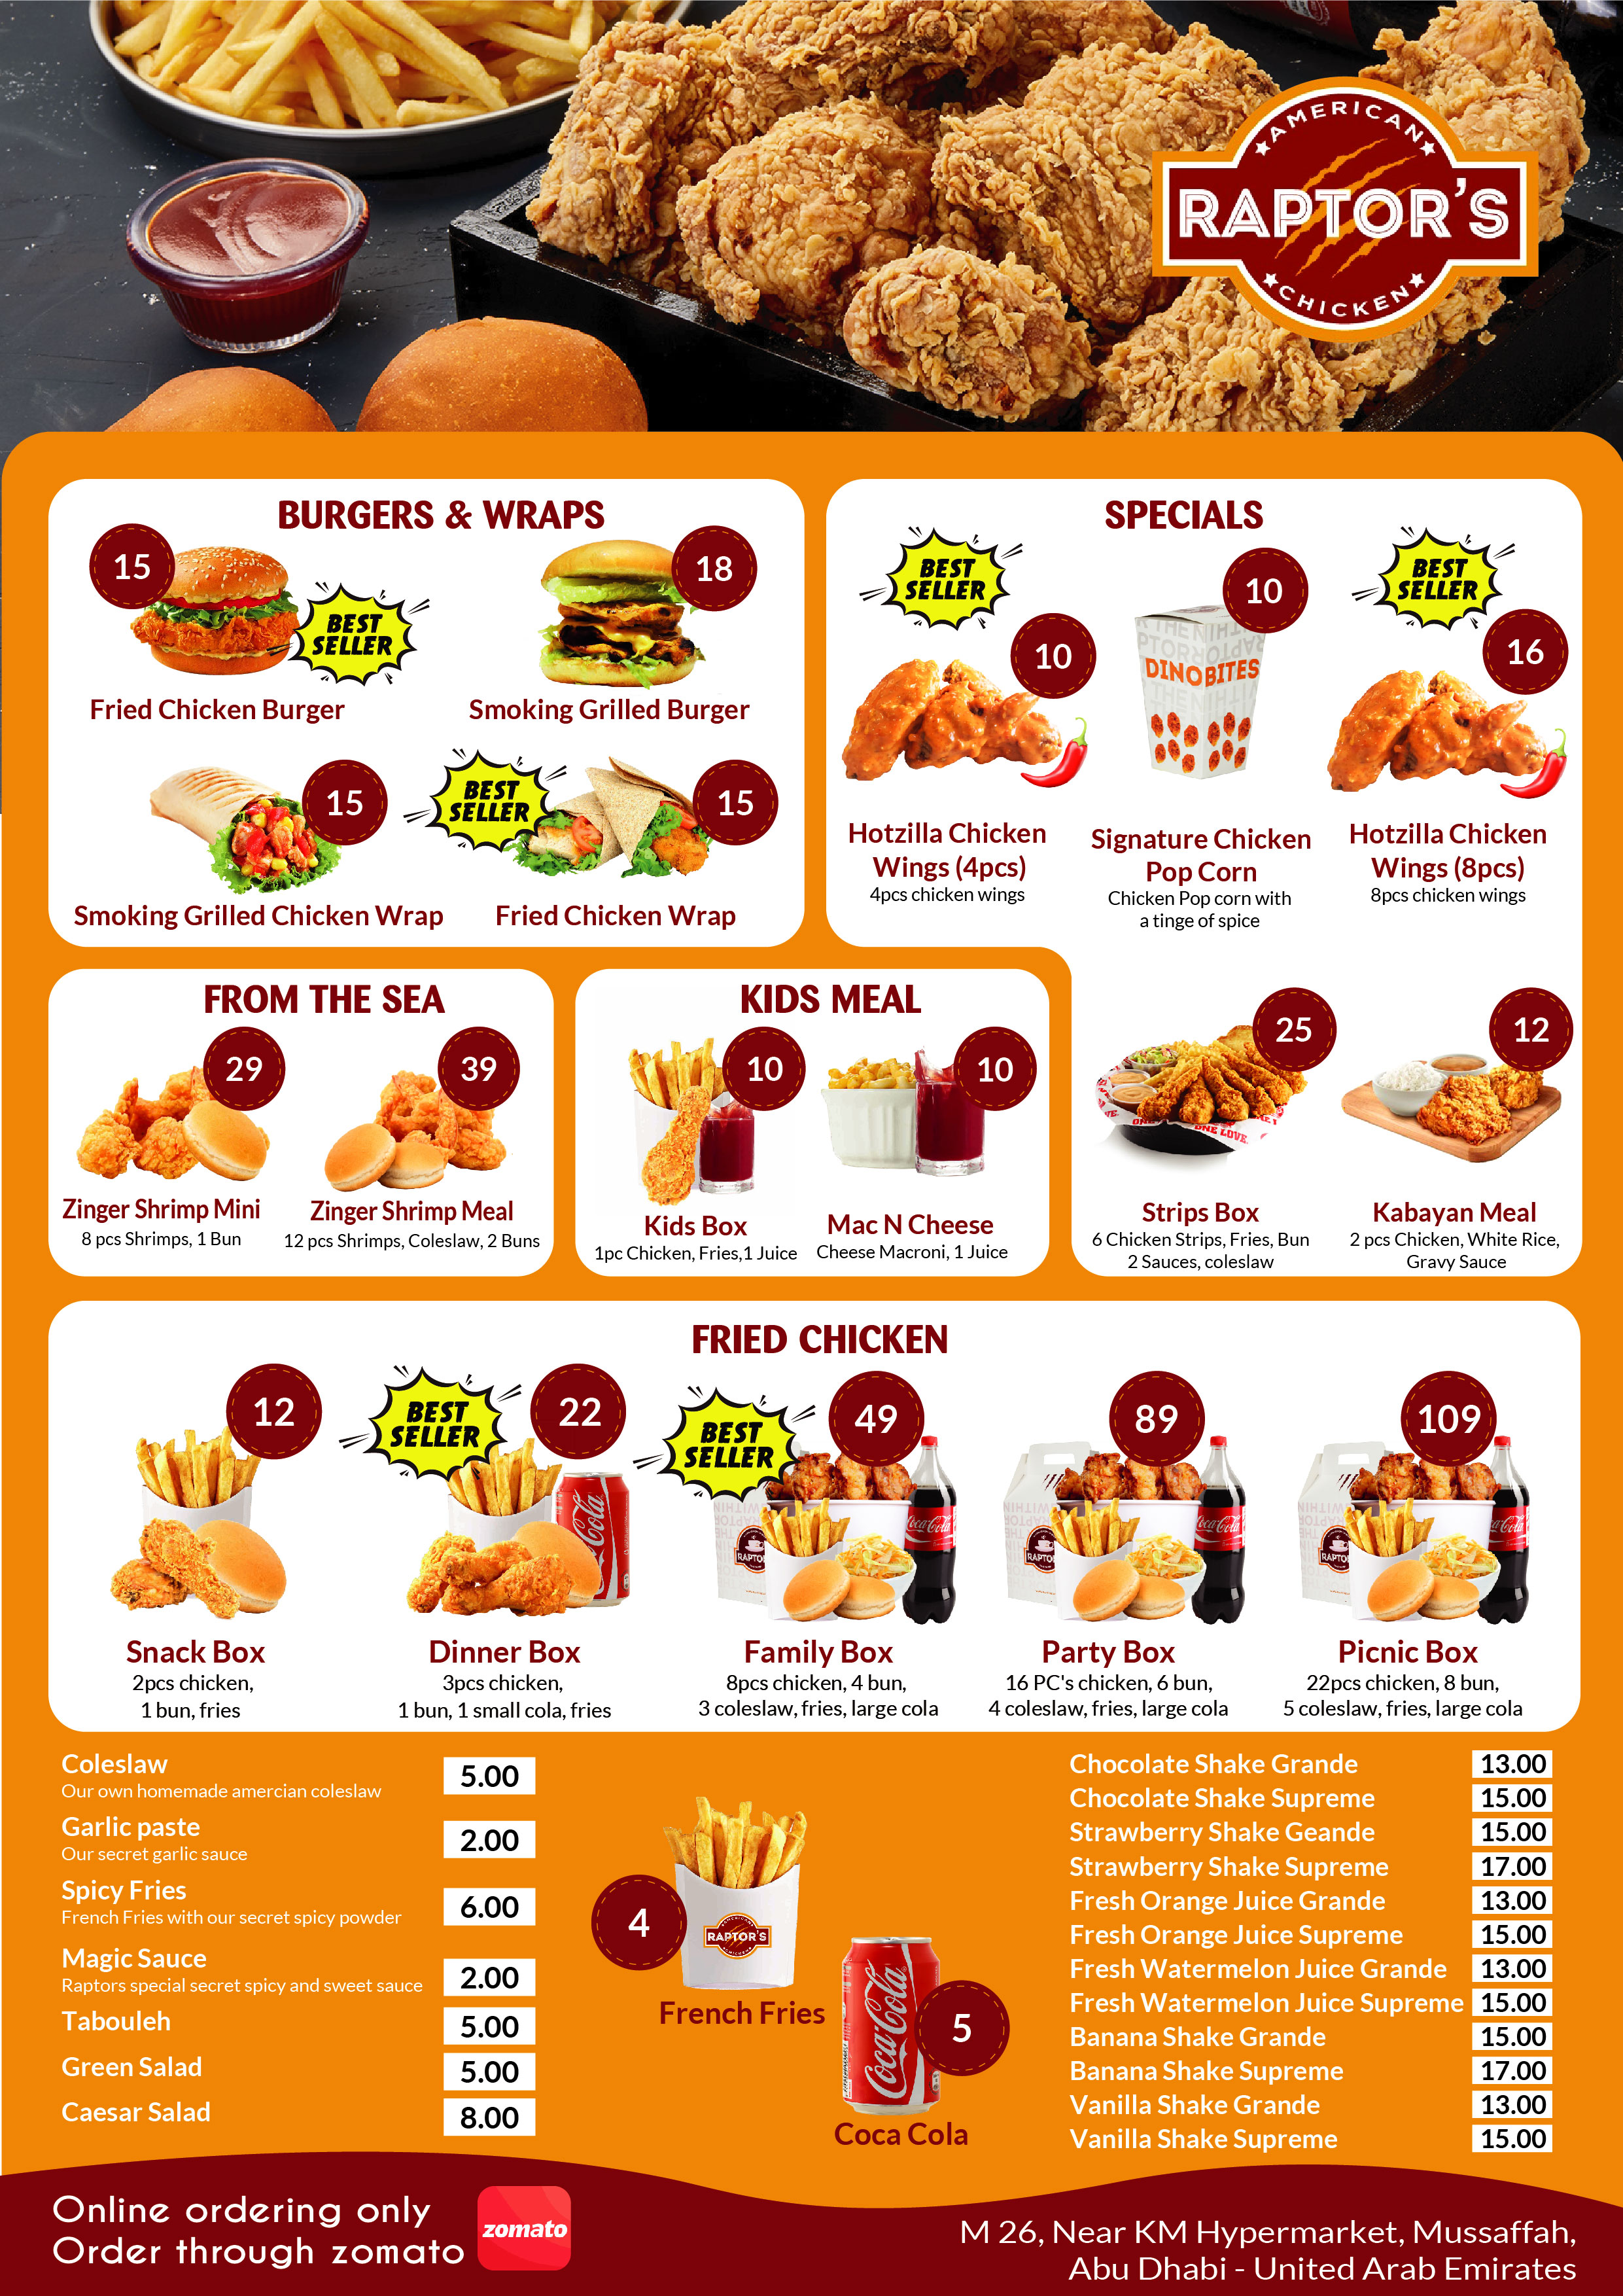 AMERICAN
RAPTOR'S
CHICKEN
BURGERS & WRAPS
15
BEST
SELLER
Fried Chicken Burger
18
Smoking Grilled Burger
15
Smoking Grilled Chicken Wrap
BEST
SELLER
15
Fried Chicken Wrap
SPECIALS
BEST
SELLER
10
Hotzilla Chicken
Wings (4pcs)
4pcs chicken wings
10
DINOBITES
Signature Chicken
Pop Corn
Chicken Pop corn with
a tinge of spice
BEST
SELLER
16
Hotzilla Chicken
Wings (8pcs)
8pcs chicken wings
25
ONE LOVE.
Strips Box
6 Chicken Strips, Fries, Bun
2 Sauces, coleslaw
12
Kabayan Meal
2 pcs Chicken, White Rice,
Gravy Sauce
FROM THE SEA
29
Zinger Shrimp Mini
8 pcs Shrimps, 1 Bun
39
Zinger Shrimp Meal
12 pcs Shrimps, Coleslaw, 2 Buns
KIDS MEAL
10
Kids Box
1pc Chicken, Fries,1 Juice
10
Mac N Cheese
Cheese Macroni, 1 Juice
FRIED CHICKEN
12
Snack Box
2pcs chicken,
1 bun, fries
BEST
SELLER
22
Coca-Cola
Dinner Box
3pcs chicken,
1 bun, 1 small cola, fries
BEST
SELLER
49
RAPTO
Coca-Cola
Family Box
8pcs chicken, 4 bun,
3 coleslaw, fries, large cola
89
RAPTO
Coca-Cola
Party Box
16 PC's chicken, 6 bun,
4 coleslaw, fries, large cola
109
RAPTO
Coca-Cola
Picnic Box
22pcs chicken, 8 bun,
5 coleslaw, fries, large cola
Coleslaw 5.00
Our own homemade amercian coleslaw
Garlic paste 2.00
Our secret garlic sauce
Spicy Fries 6.00
French Fries with our secret spicy powder
Magic Sauce 2.00
Raptors special secret spicy and sweet sauce
Tabouleh 5.00
Green Salad 5.00
Caesar Salad 8.00
4
RAPTOR'S
French Fries
Coca-Cola
5
Coca Cola
Chocolate Shake Grande 13.00
Chocolate Shake Supreme 15.00
Strawberry Shake Geande 15.00
Strawberry Shake Supreme 17.00
Fresh Orange Juice Grande 13.00
Fresh Orange Juice Supreme 15.00
Fresh Watermelon Juice Grande 13.00
Fresh Watermelon Juice Supreme 15.00
Banana Shake Grande 15.00
Banana Shake Supreme 17.00
Vanilla Shake Grande 13.00
Vanilla Shake Supreme 15.00
Online ordering only
Order through zomato
zomato
M 26, Near KM Hypermarket, Mussaffah,
Abu Dhabi - United Arab Emirates